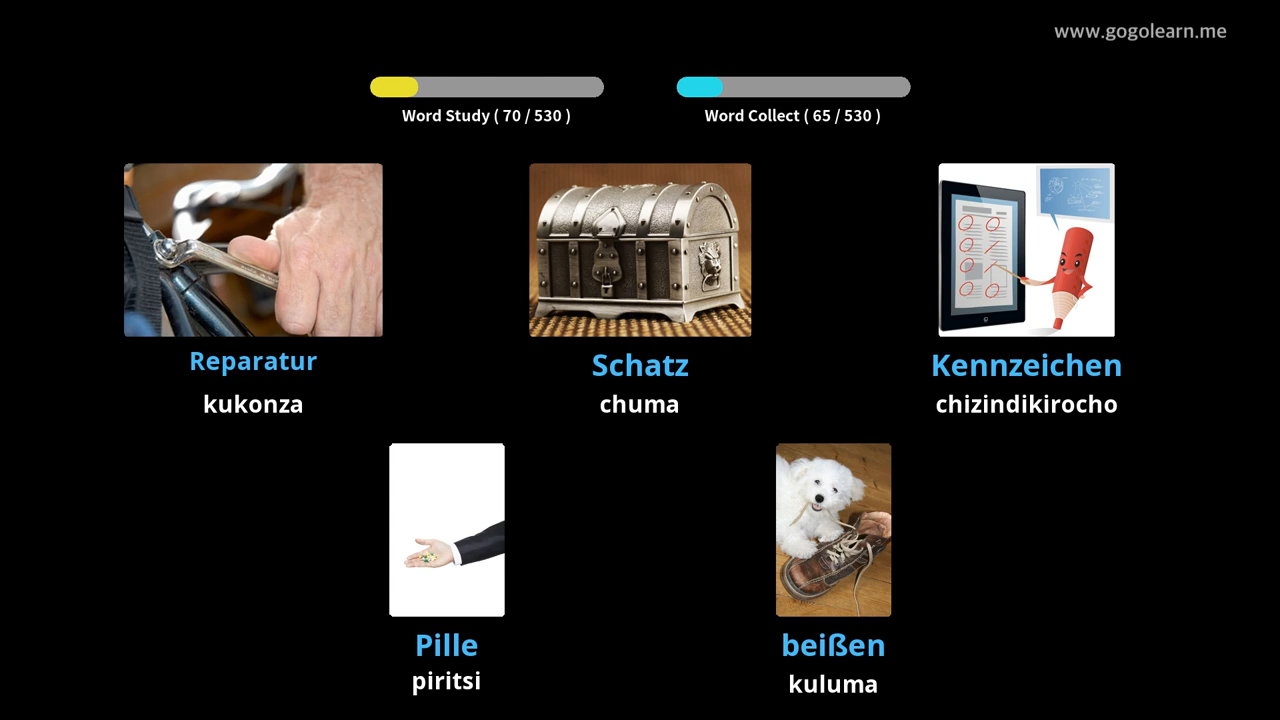 www.gogolearn.me
Word Study ( 70 / 530 )
Word Collect ( 65 / 530 )
Reparatur
kukonza
Schatz
chuma
Kennzeichen
chizindikirocho
Pille
piritsi
beißen
kuluma